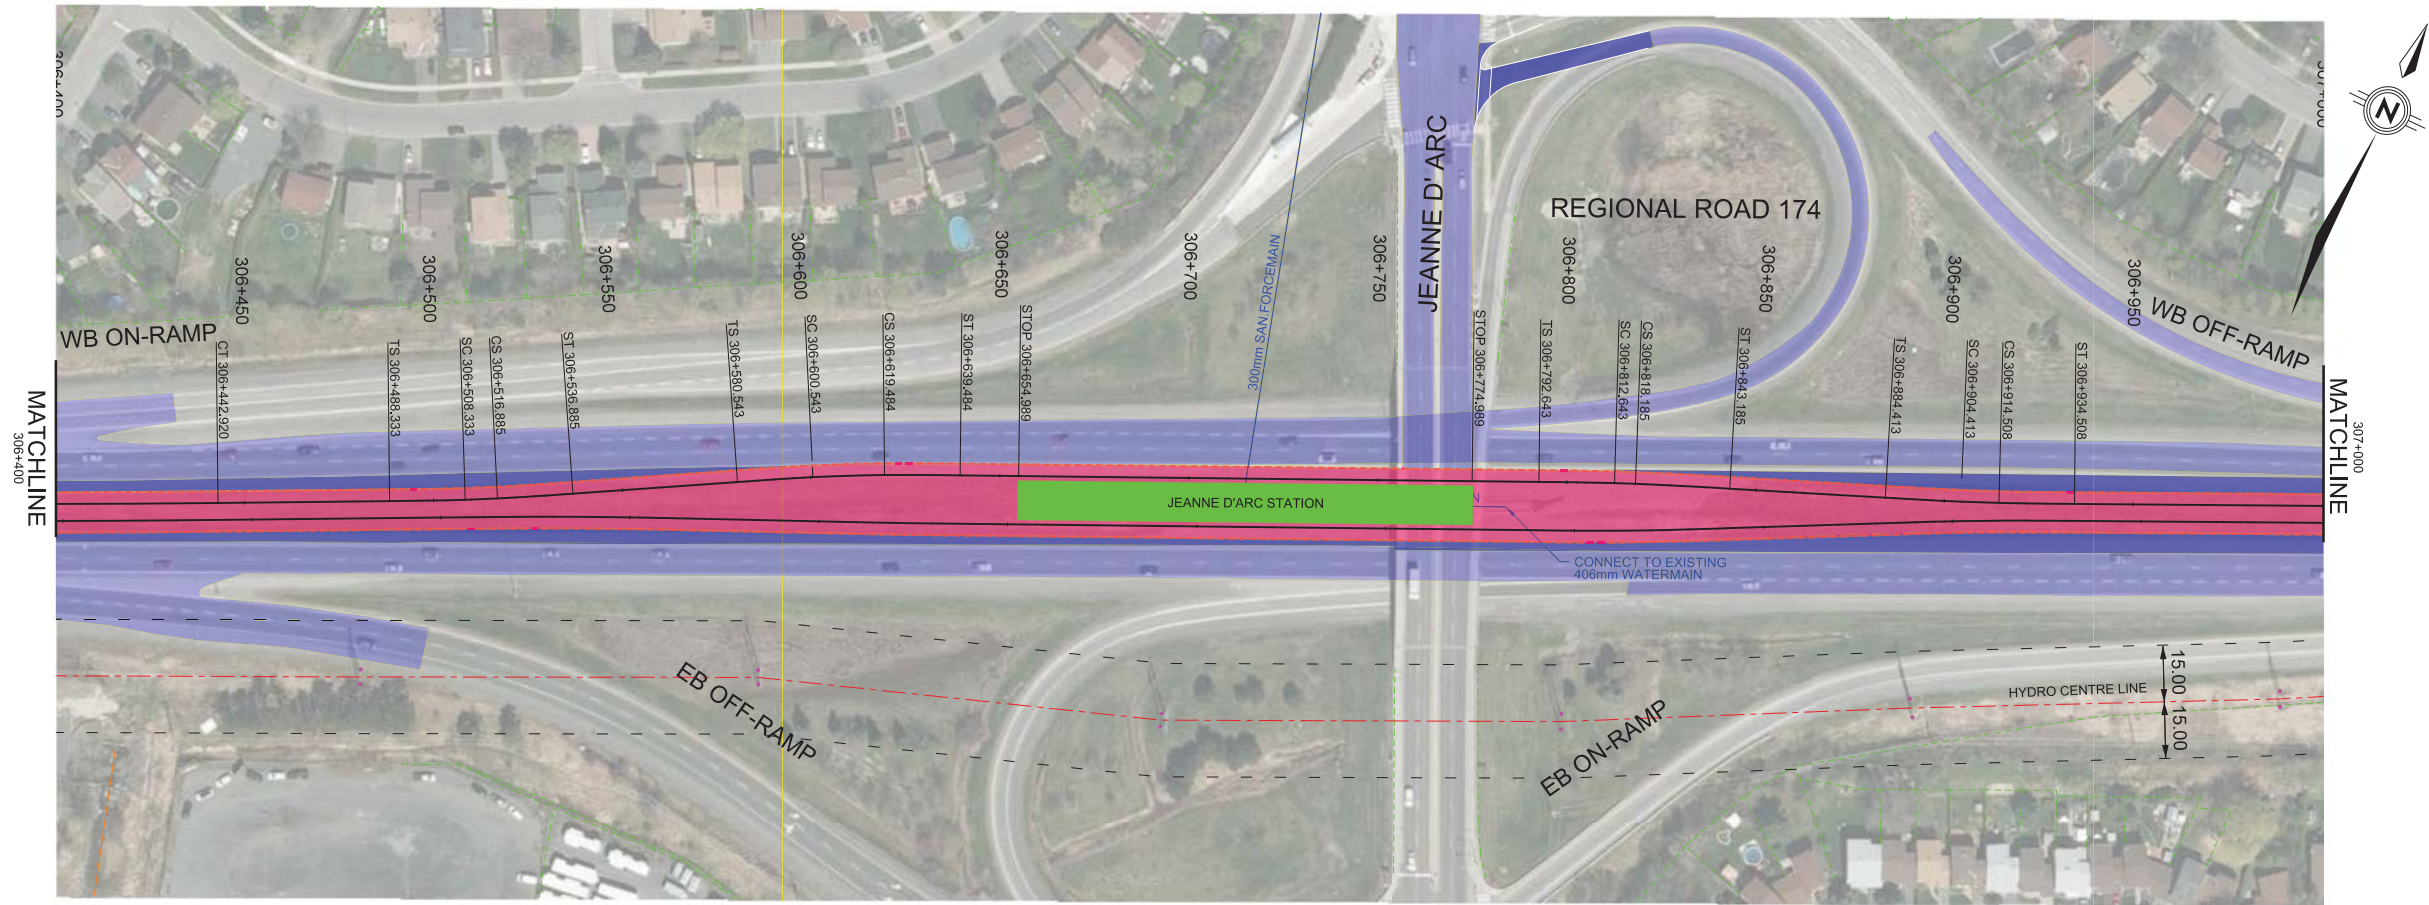 306+400
N
JEANNE D'ARC
REGIONAL ROAD 174
306+450
306+500
306+550
306+600
306+650
306+700
306+750
306+800
306+850
306+900
306+950
WB ON-RAMP
WB OFF-RAMP
300mm SAN.FORCEMAIN
CT 306+442.920
TS 306+488.333
SC 306+508.333
CS 306+516.885
ST 306+536.885
TS 306+580.543
SC 306+600.543
CS 306+619.484
ST 306+639.484
STOP 306+654.989
STOP 306+774.989
TS 306+792.643
SC 306+812.643
CS 306+818.185
ST 306+843.185
TS 306+884.413
SC 306+904.413
CS 306+914.508
ST 306+934.508
MATCHLINE
306+400
MATCHLINE
307+000
JEANNE D'ARC STATION
CONNECT TO EXISTING
406mm WATERMAIN
EB OFF-RAMP
EB ON-RAMP
HYDRO CENTRE LINE
15.00
15.00